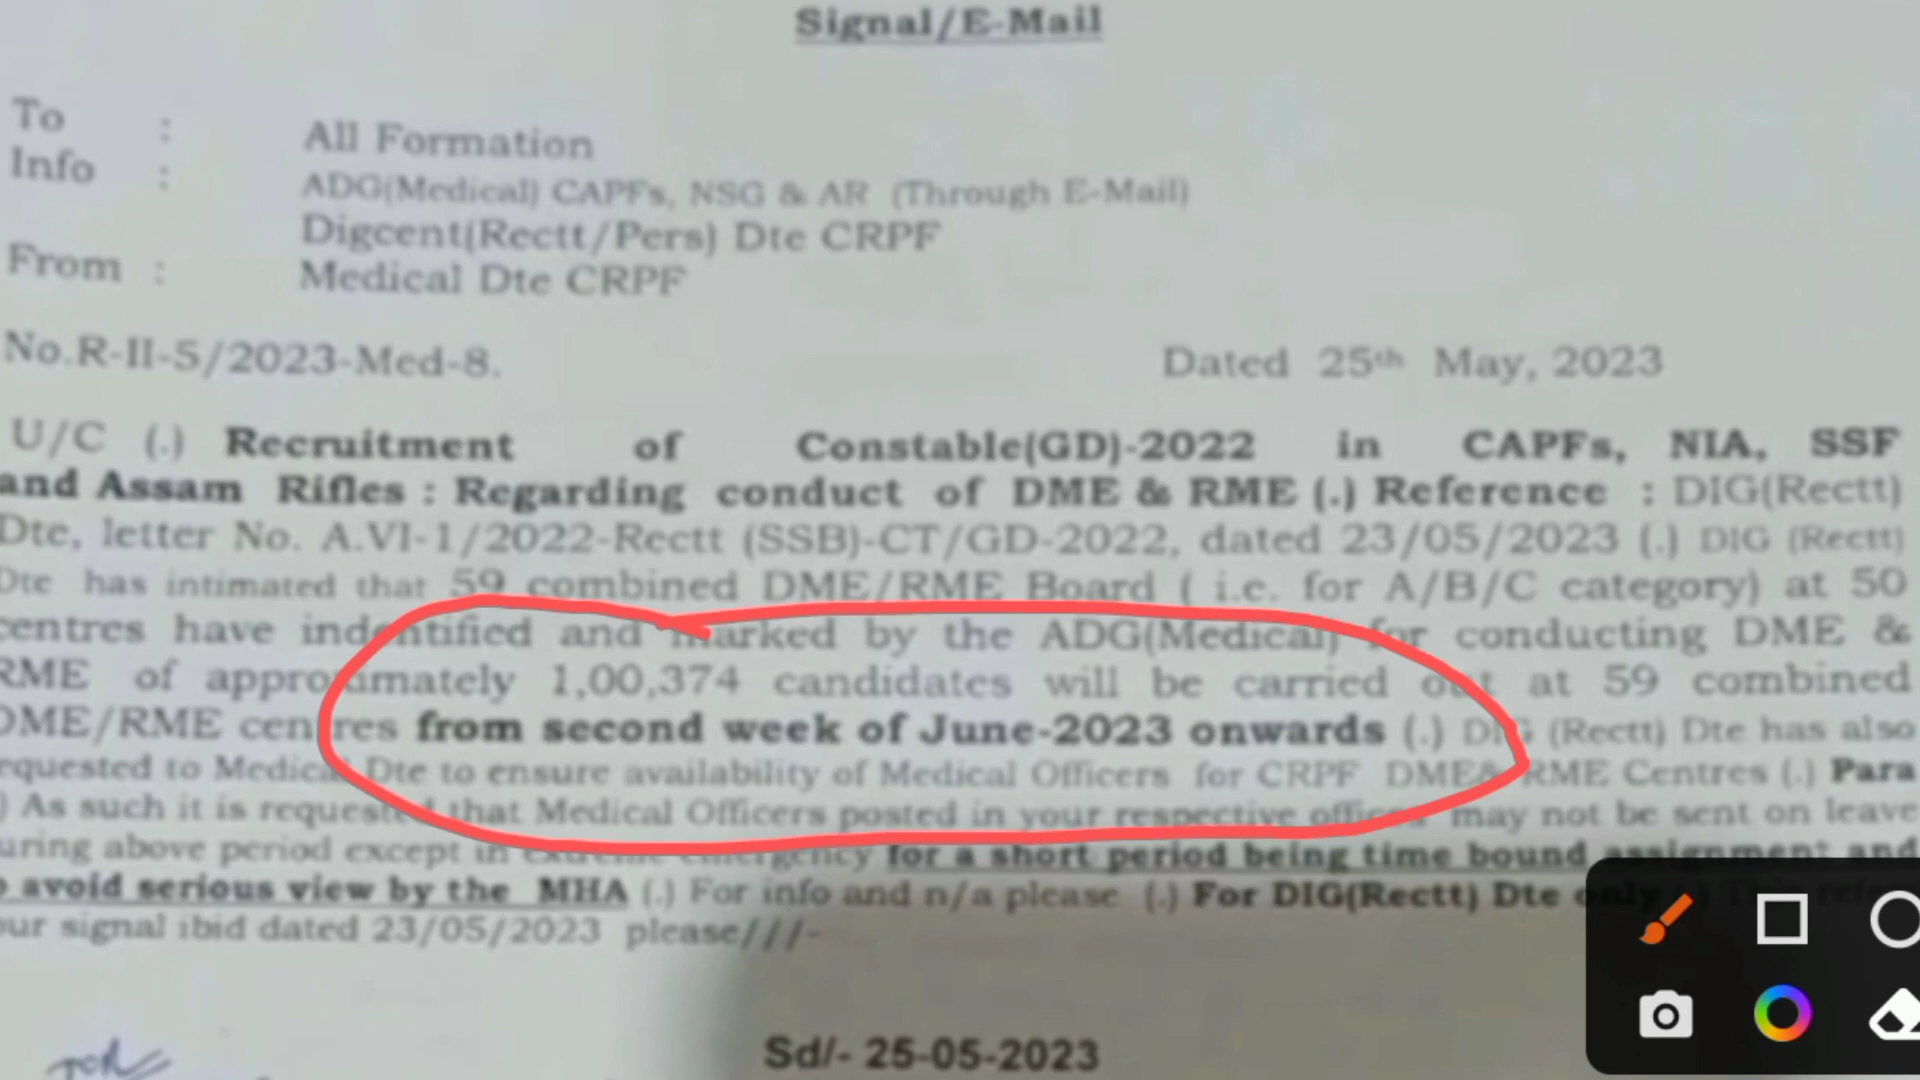 Signal/E-Mail
To :
All Formation
Info :
ADG(Medical) CAPFs, NSG & AR (Through E-Mail)
Digcent(Rectt/Pers) Dte CRPF
From :
Medical Dte CRPF
No.R-II-5/2023-Med-8.
Dated 25th May, 2023
U/C (.) Recruitment of Constable(GD)-2022 in CAPFs, NIA, SSF
and Assam Rifles : Regarding conduct of DME & RME (.) Reference : DIG(Rectt)
Dte, letter No. A.VI-1/2022-Rectt (SSB)-CT/GD-2022, dated 23/05/2023 (.) DIG (Rectt)
Dte has intimated that 59 combined DME/RME Board ( i.e. for A/B/C category) at 50
centres have indentified and marked by the ADG(Medical) for conducting DME &
RME of approximately 1,00,374 candidates will be carried out at 59 combined
DME/RME centres from second week of June-2023 onwards (.) DIG (Rectt) Dte has also
equested to Medical Dte to ensure availability of Medical Officers for CRPF DME& RME Centres (.) Para
) As such it is requested that Medical Officers posted in your respective offices may not be sent on leave
uring above period except in extreme emergency for a short period being time bound assignment and
o avoid serious view by the MHA (.) For info and n/a please (.) For DIG(Rectt) Dte only
our signal ibid dated 23/05/2023 please///-
Sd/- 25-05-2023